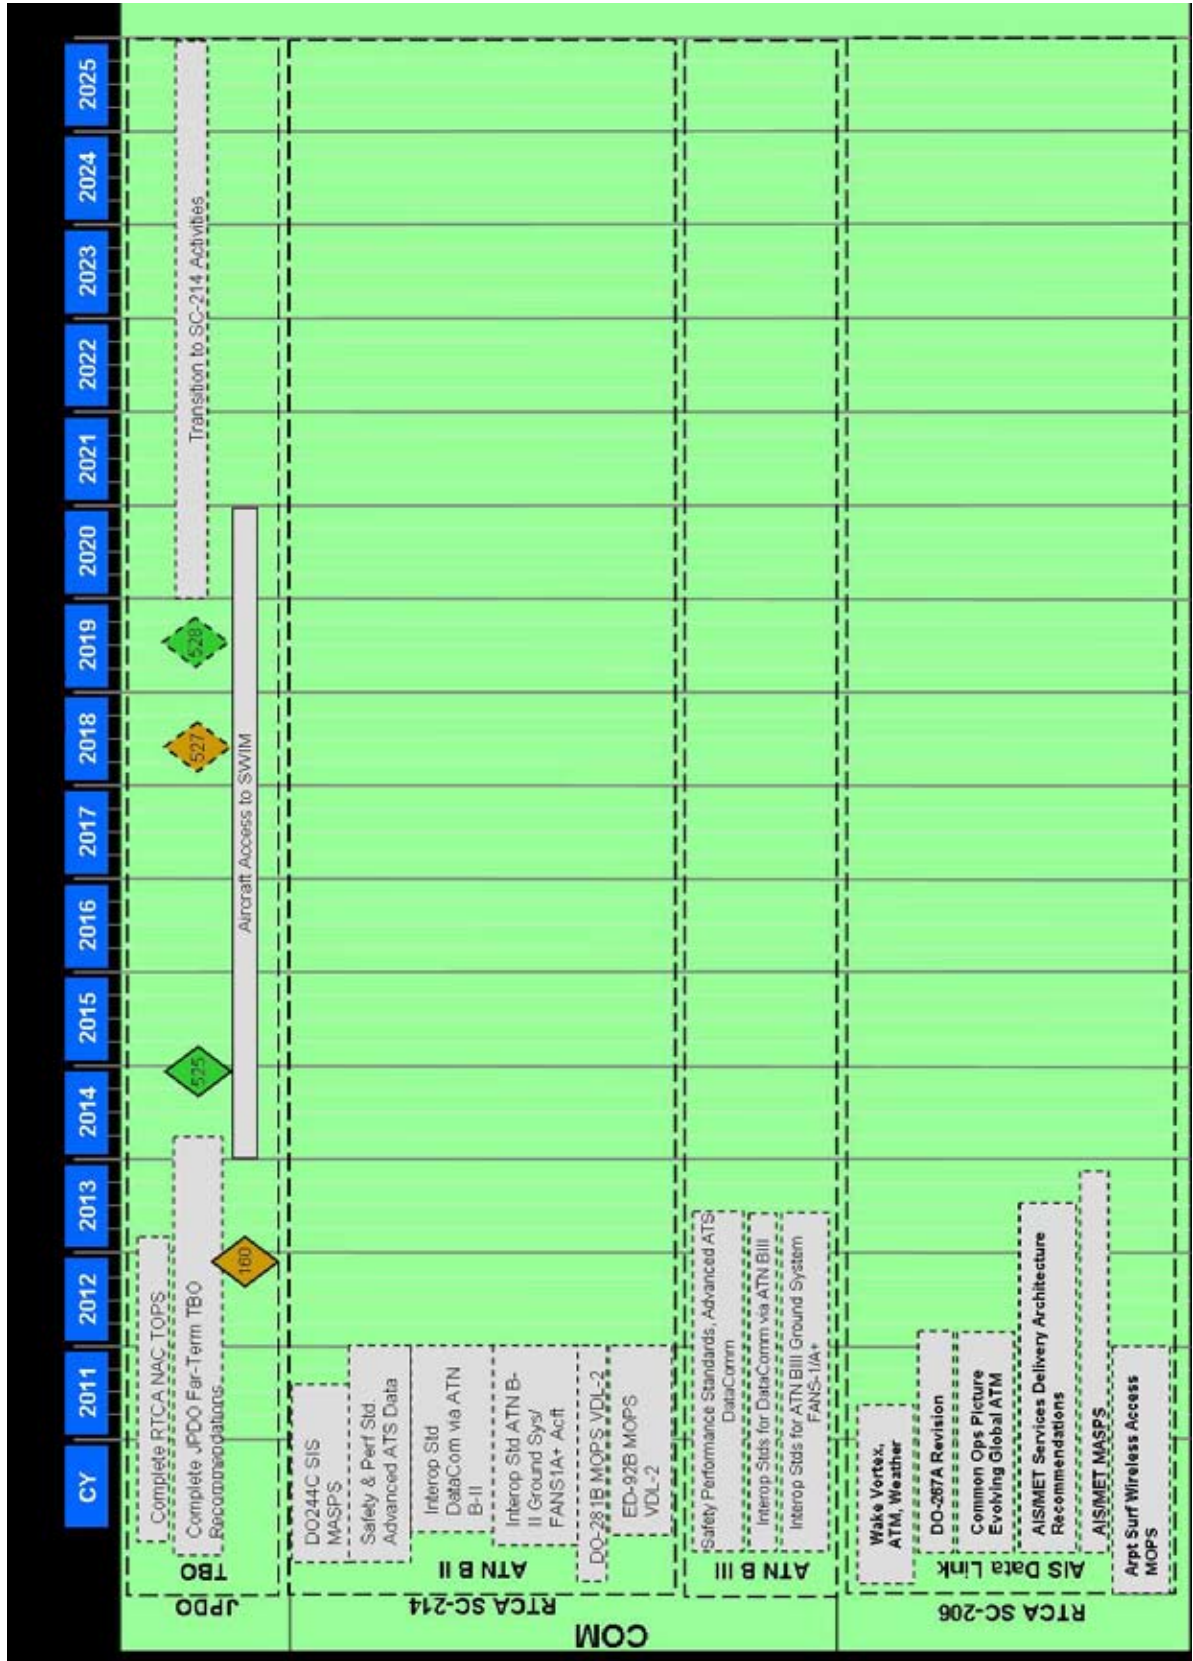 CY
2011
2012
2013
2014
2015
2016
2017
2018
2019
2020
2021
2022
2023
2024
2025
COM
JPDO
TBO
Complete RTCA NAC TOPS
Complete JPDO Far-Term TBO
Recommendations
160
525
527
528
Transition to SC-214 Activities
Aircraft Access to SWIM
RTCA SC-214
ATN B II
DO244C SIS
MASPS
Safety & Perf Std
Advanced ATS Data
Interop Std
DataCom via ATN
B-II
Interop Std ATN B-
II Ground Sys/
FANS1A+ Acft
DO-281B MOPS VDL-2
ED-92B MOPS
VDL-2
ATN B III
Safety Performance Standards, Advanced ATS
DataComm
Interop Stds for DataComm via ATN BIII
Interop Stds for ATN BIII Ground System
FANS-1/A+
RTCA SC-206
AIS Data Link
Wake Vortex,
ATM, Weather
DO-267A Revision
Common Ops Picture
Evolving Global ATM
AIS/MET Services Delivery Architecture
Recommendations
AIS/MET MASPS
Arpt Surf Wireless Access
MOPS